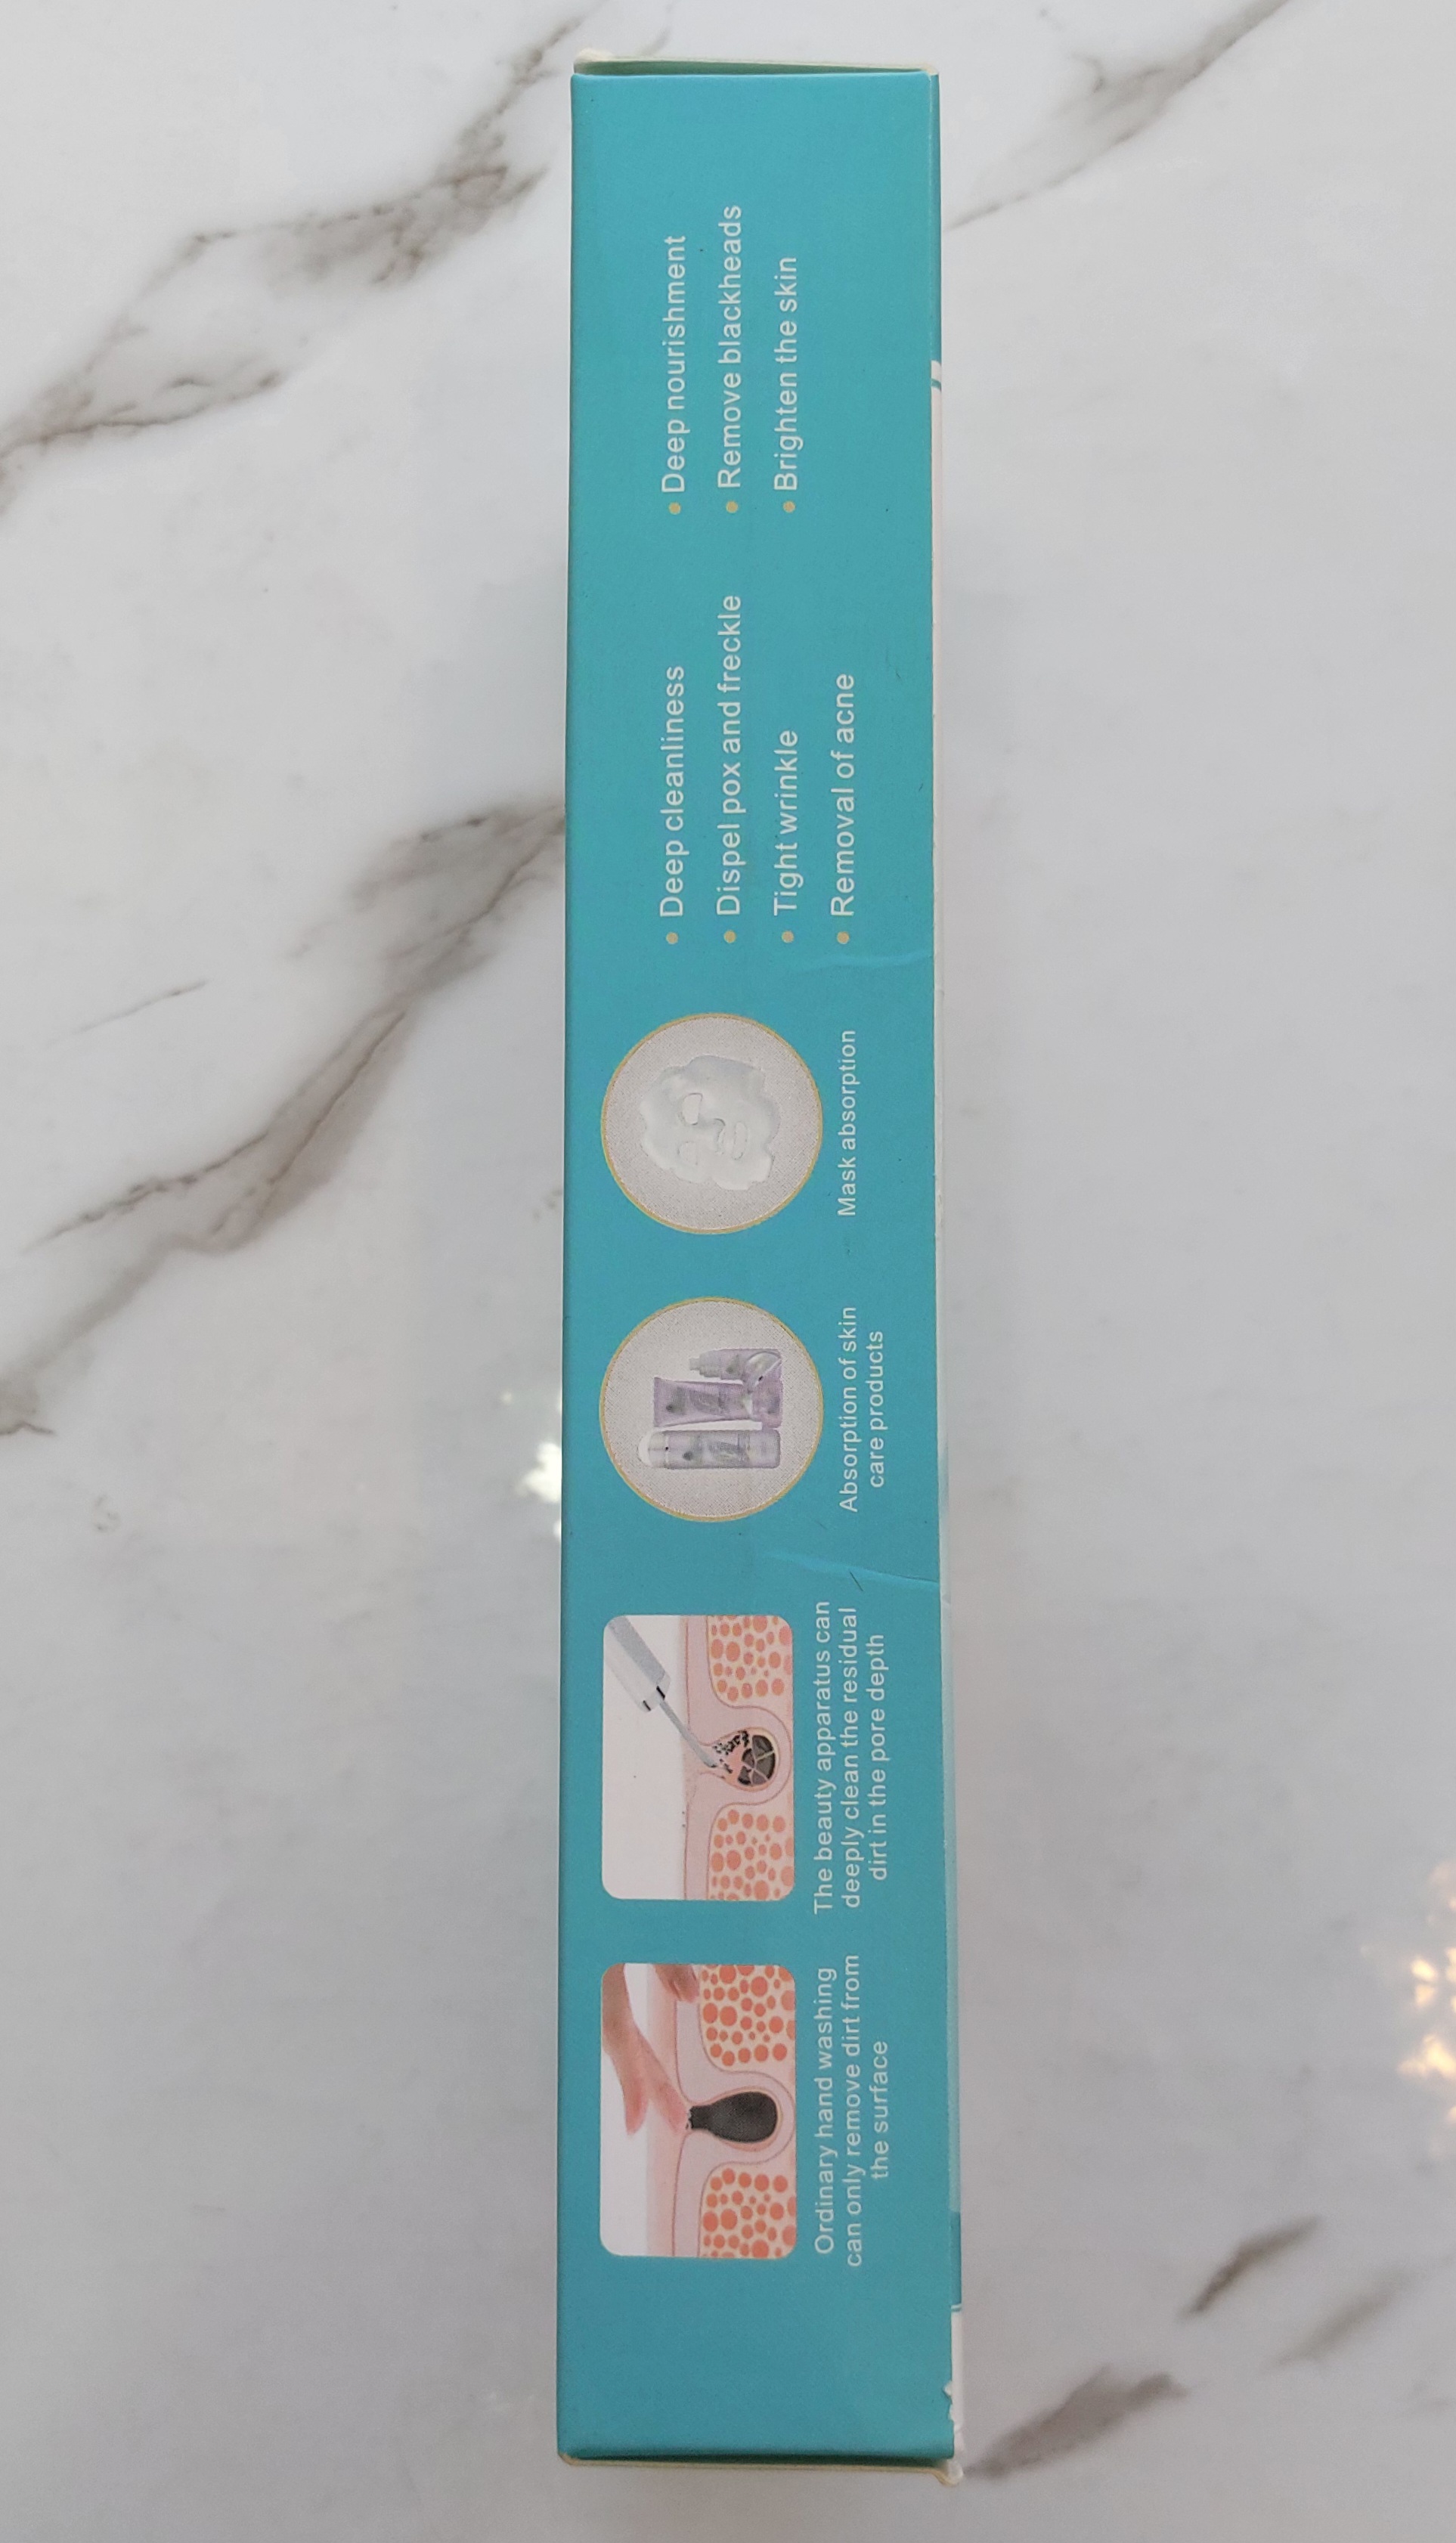 Ordinary hand washing
can only remove dirt from
the surface
The beauty apparatus can
deeply clean the residual
dirt in the pore depth
Absorption of skin
care products
Mask absorption
• Deep cleanliness
• Dispel pox and freckle
• Tight wrinkle
• Removal of acne
• Deep nourishment
• Remove blackheads
• Brighten the skin